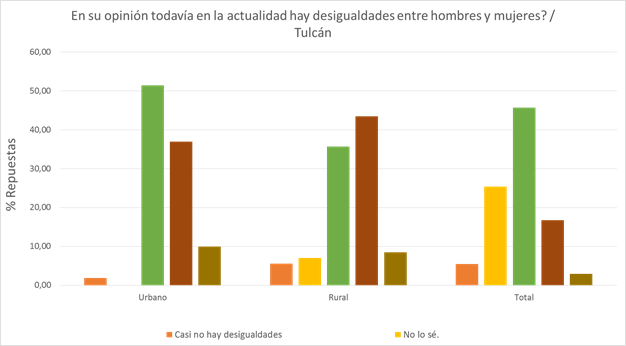 En su opinión todavía en la actualidad hay desigualdades entre hombres y mujeres? /
Tulcán
% Repuestas
60,00
50,00
40,00
30,00
20,00
10,00
0,00
Urbano Rural Total
Casi no hay desigualdades No lo sé.